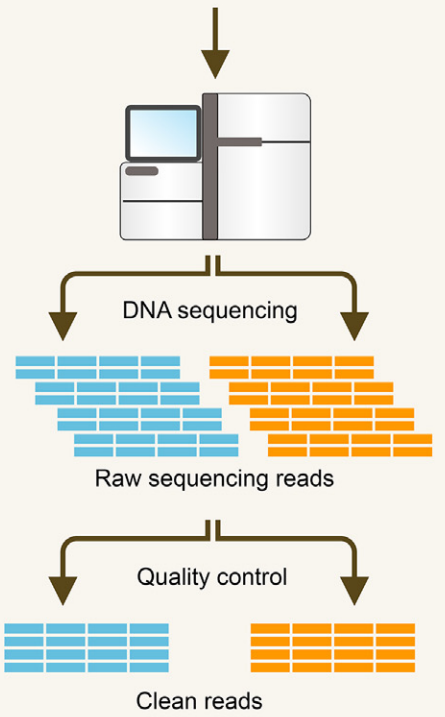 DNA sequencing
Raw sequencing reads
Quality control
Clean reads